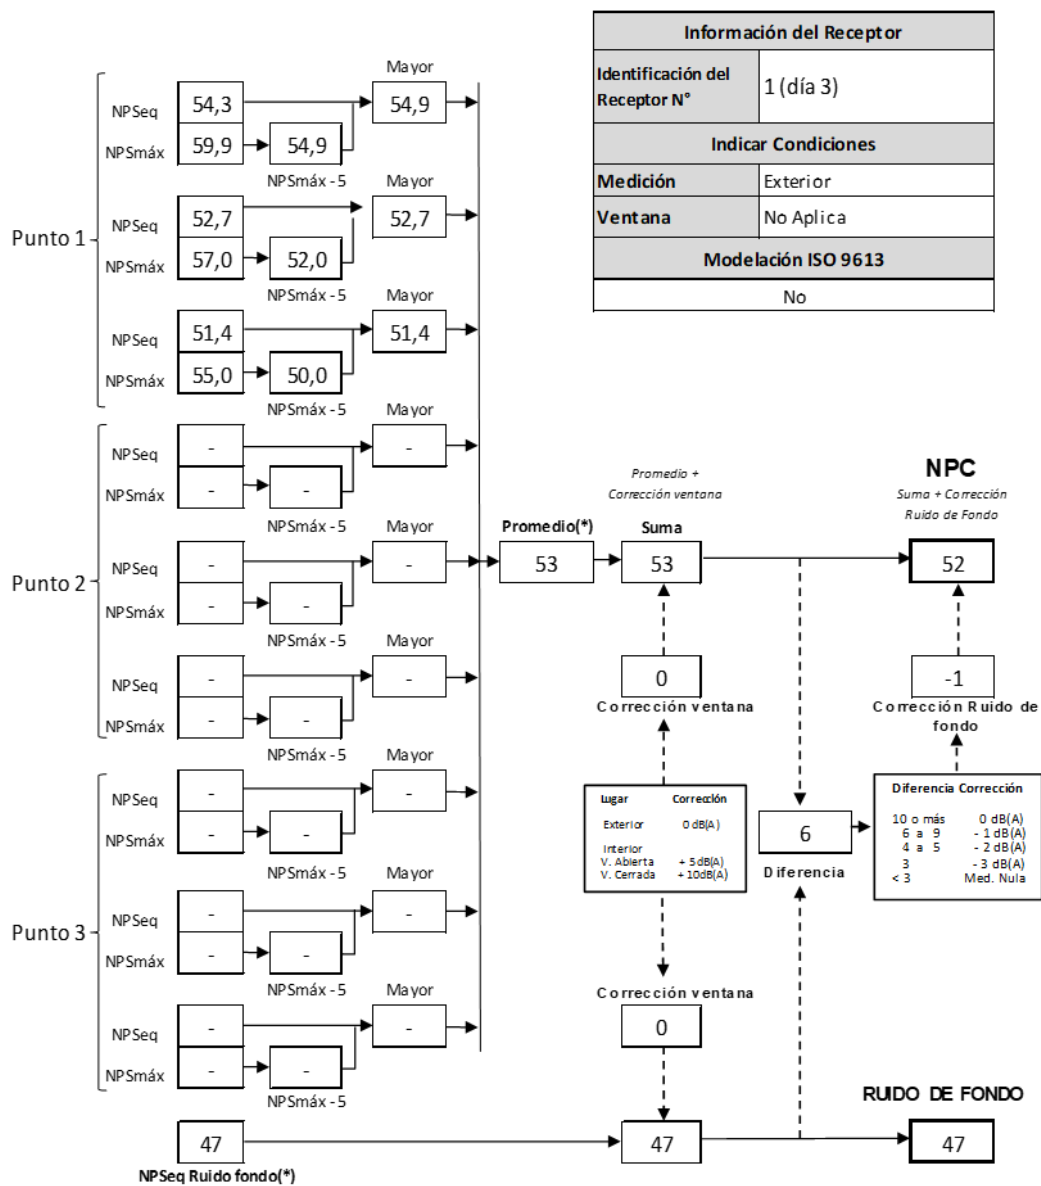 Información del Receptor
Identificación del Receptor N° 1 (día 3)
Indicar Condiciones
Medición Exterior
Ventana No Aplica
Modelación ISO 9613
No
Punto 1
Mayor
NPSeq 54,3 54,9
NPSmáx 59,9 54,9
NPSmáx - 5
Mayor
NPSeq 52,7 52,7
NPSmáx 57,0 52,0
NPSmáx - 5
Mayor
NPSeq 51,4 51,4
NPSmáx 55,0 50,0
NPSmáx - 5
Punto 2
Mayor
NPSeq - -
NPSmáx - -
NPSmáx - 5
Mayor
NPSeq - -
NPSmáx - -
NPSmáx - 5
Mayor
NPSeq - -
NPSmáx - -
NPSmáx - 5
Punto 3
Mayor
NPSeq - -
NPSmáx - -
NPSmáx - 5
Mayor
NPSeq - -
NPSmáx - -
NPSmáx - 5
Mayor
NPSeq - -
NPSmáx - -
NPSmáx - 5
47
NPSeq Ruido fondo(*)
Promedio(*)
53
Promedio +
Corrección ventana
Suma
53
0
Corrección ventana
Lugar Corrección
Exterior 0 dB(A)
Interior
V. Abierta + 5dB(A)
V. Cerrada + 10dB(A)
Corrección ventana
0
47
6
Diferencia
NPC
Suma + Corrección
Ruido de Fondo
52
-1
Corrección Ruido de
fondo
Diferencia Corrección
10 o más 0 dB(A)
6 a 9 - 1 dB(A)
4 a 5 - 2 dB(A)
3 - 3 dB(A)
< 3 Med. Nula
RUIDO DE FONDO
47